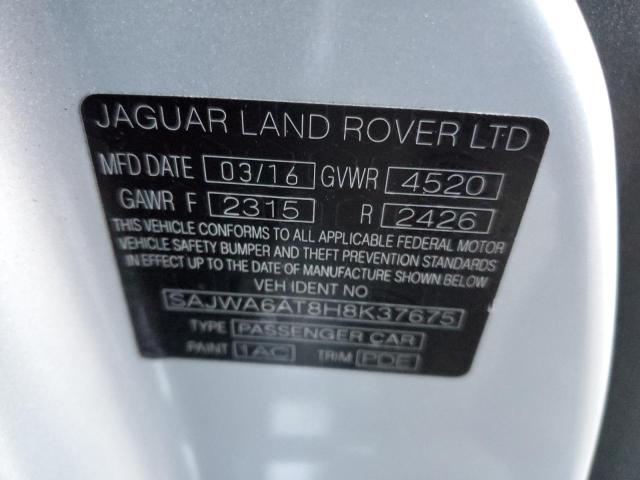 JAGUAR LAND ROVER LTD
MFD DATE 03/16 GVWR 4520
GAWR F 2315 R 2426
THIS VEHICLE CONFORMS TO ALL APPLICABLE FEDERAL MOTOR
VEHICLE SAFETY BUMPER AND THEFT PREVENTION STANDARDS
IN EFFECT UP TO THE DATE OF MANUFACTURE SHOWN BELOW
VEH IDENT NO
SAJWA6AT8H8K37675
TYPE PASSENGER CAR
PAINT 1AC TRIM PDE